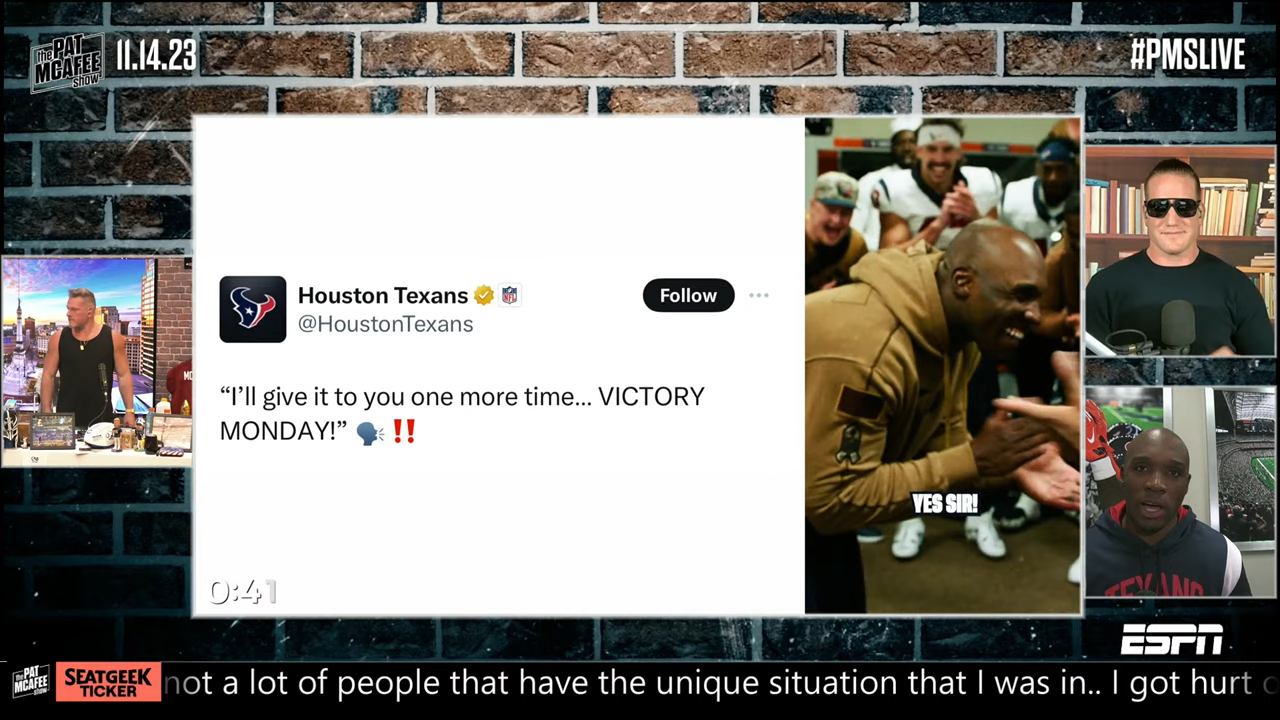 the PAT MCAFEE show
11.14.23
#PMSLIVE
Houston Texans
NFL
@HoustonTexans
Follow
“I’ll give it to you one more time... VICTORY
MONDAY!” 🗣️ ‼️
0:41
YES SIR!
TEXANS
ESPN
the PAT MCAFEE show
SEATGEEK
TICKER
not a lot of people that have the unique situation that I was in.. I got hurt